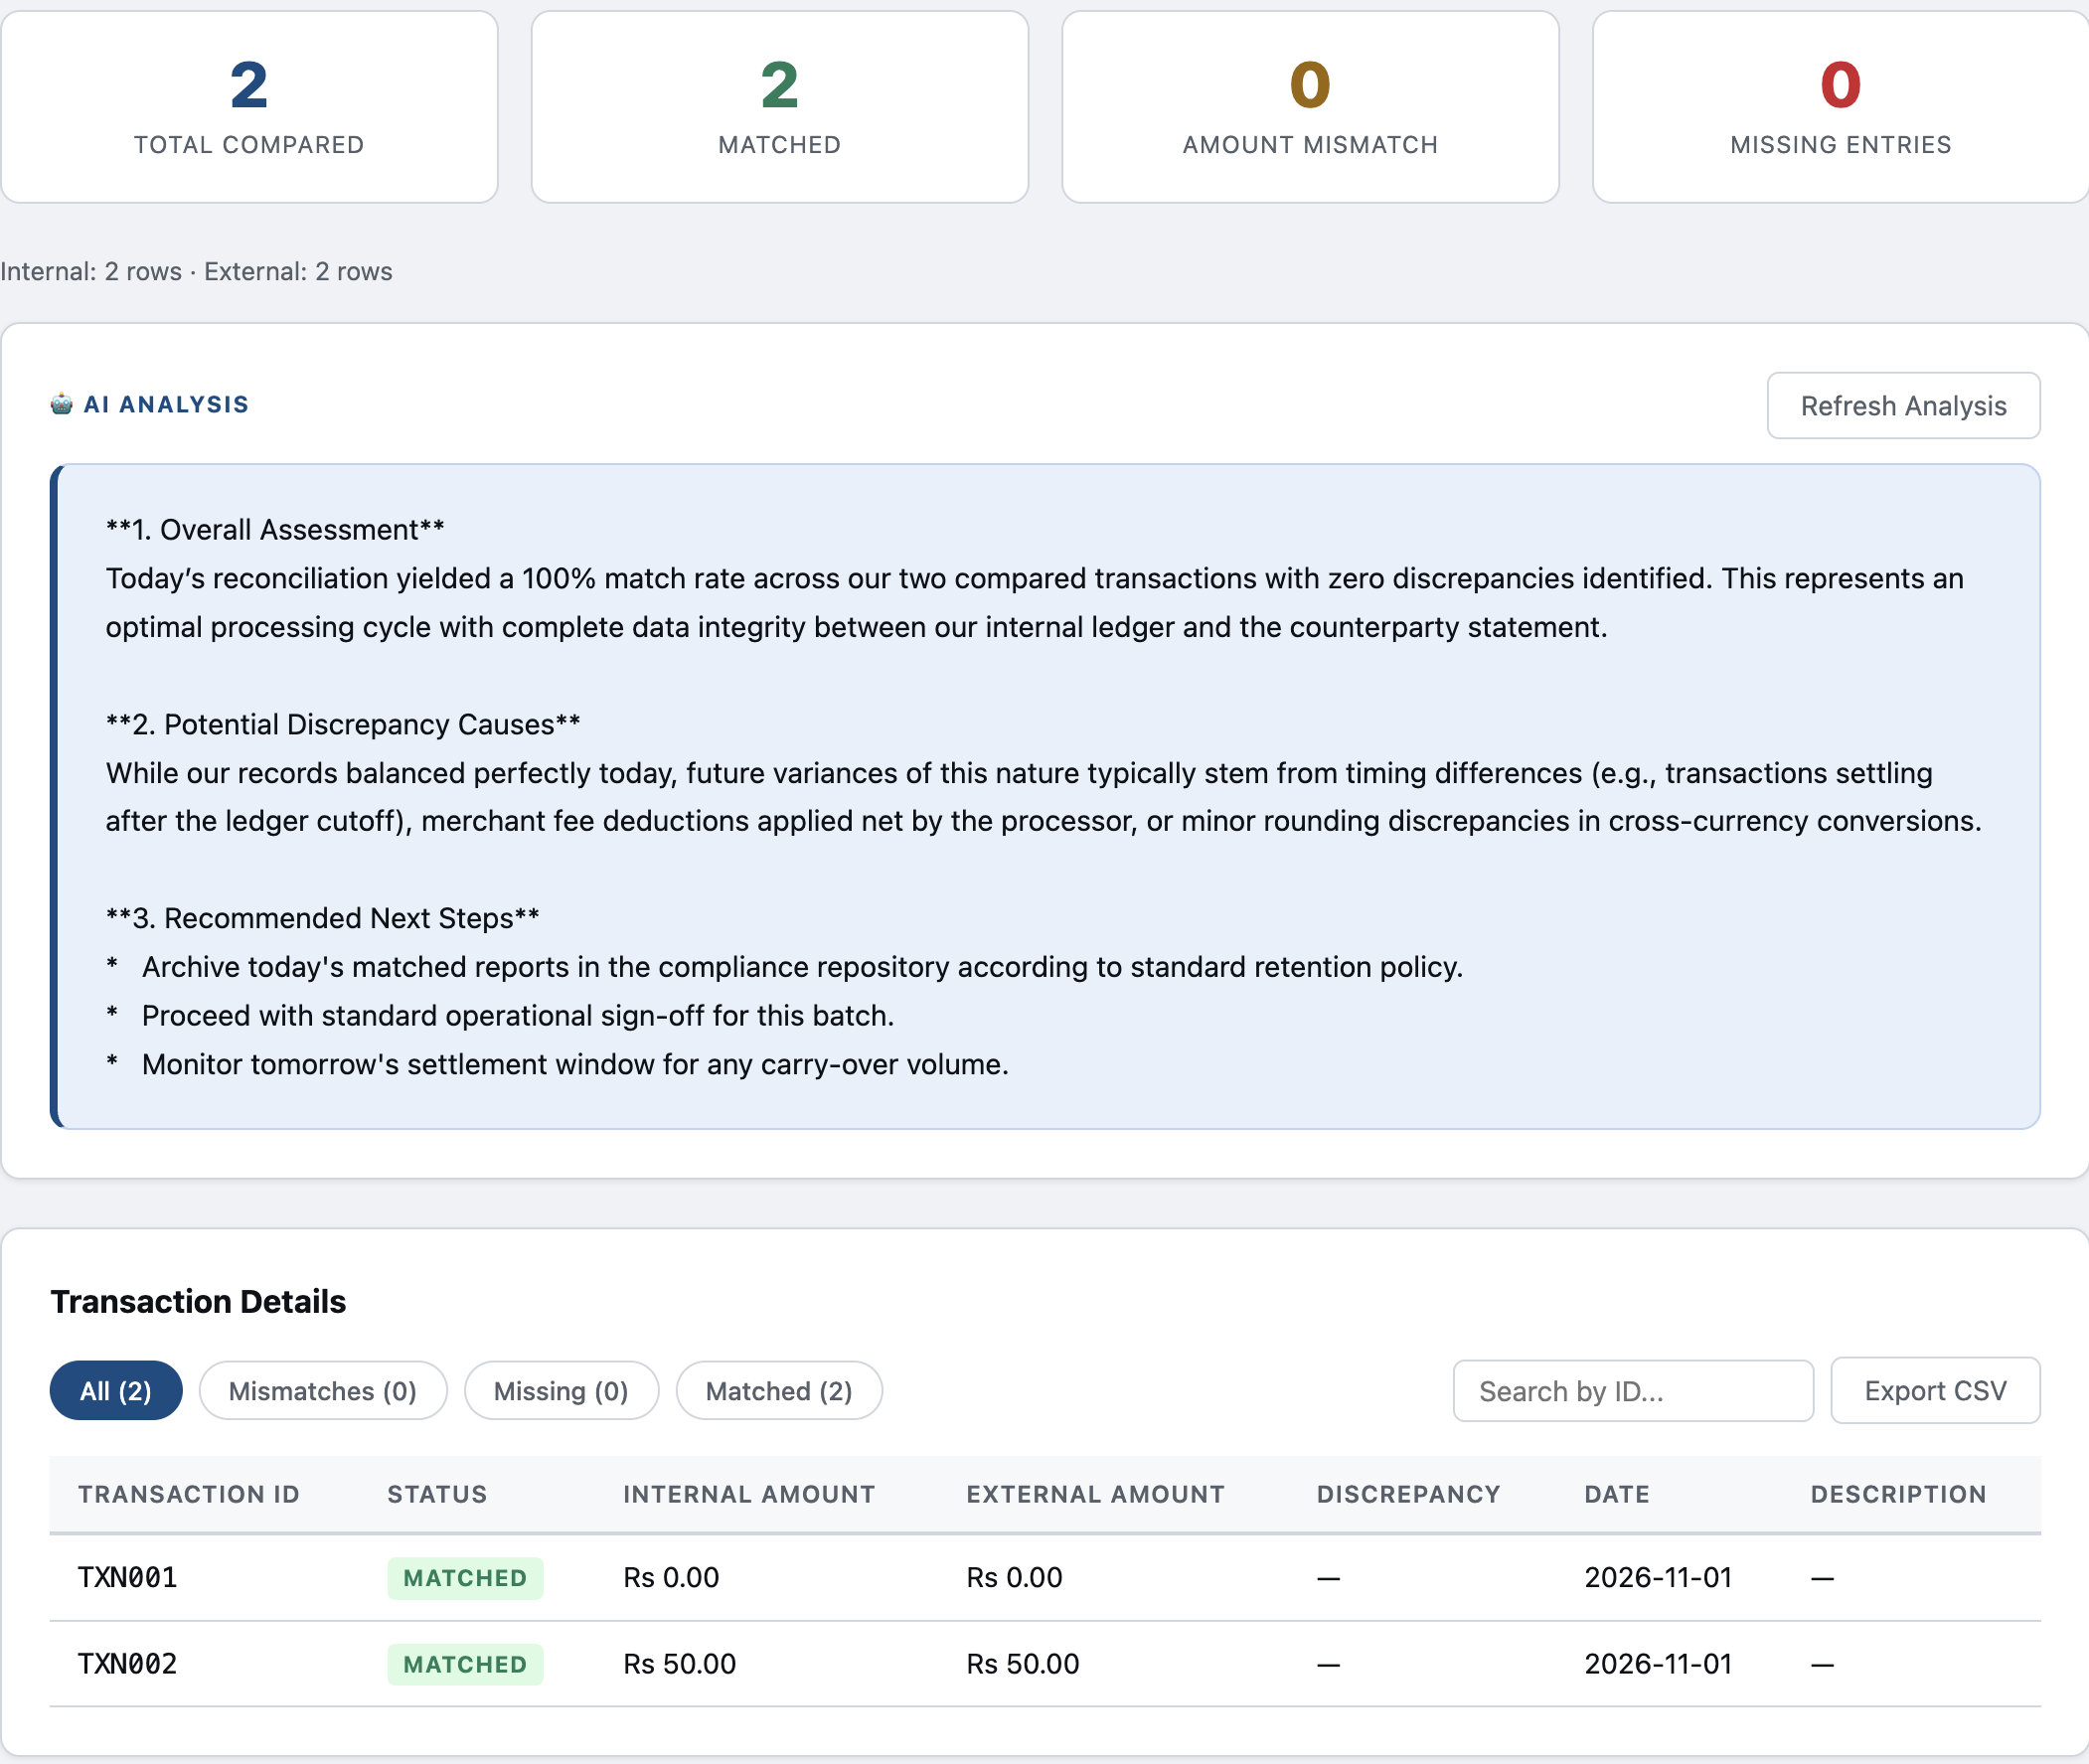 2
TOTAL COMPARED
2
MATCHED
0
AMOUNT MISMATCH
0
MISSING ENTRIES
Internal: 2 rows · External: 2 rows
🤖 AI ANALYSIS
Refresh Analysis
**1. Overall Assessment**
Today’s reconciliation yielded a 100% match rate across our two compared transactions with zero discrepancies identified. This represents an
optimal processing cycle with complete data integrity between our internal ledger and the counterparty statement.
**2. Potential Discrepancy Causes**
While our records balanced perfectly today, future variances of this nature typically stem from timing differences (e.g., transactions settling
after the ledger cutoff), merchant fee deductions applied net by the processor, or minor rounding discrepancies in cross-currency conversions.
**3. Recommended Next Steps**
* Archive today's matched reports in the compliance repository according to standard retention policy.
* Proceed with standard operational sign-off for this batch.
* Monitor tomorrow's settlement window for any carry-over volume.
Transaction Details
All (2) Mismatches (0) Missing (0) Matched (2) Search by ID... Export CSV
TRANSACTION ID STATUS INTERNAL AMOUNT EXTERNAL AMOUNT DISCREPANCY DATE DESCRIPTION
TXN001 MATCHED Rs 0.00 Rs 0.00 — 2026-11-01 —
TXN002 MATCHED Rs 50.00 Rs 50.00 — 2026-11-01 —